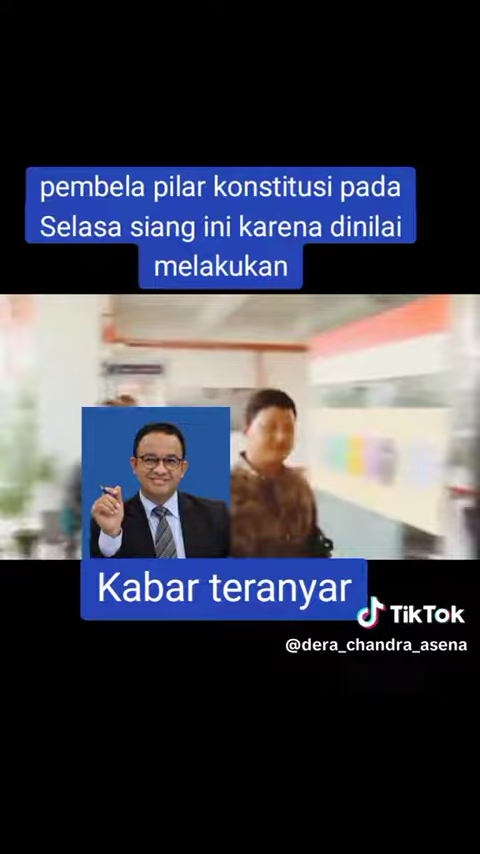 pembela pilar konstitusi pada
Selasa siang ini karena dinilai
melakukan
Kabar teranyar
TikTok
@dera_chandra_asena